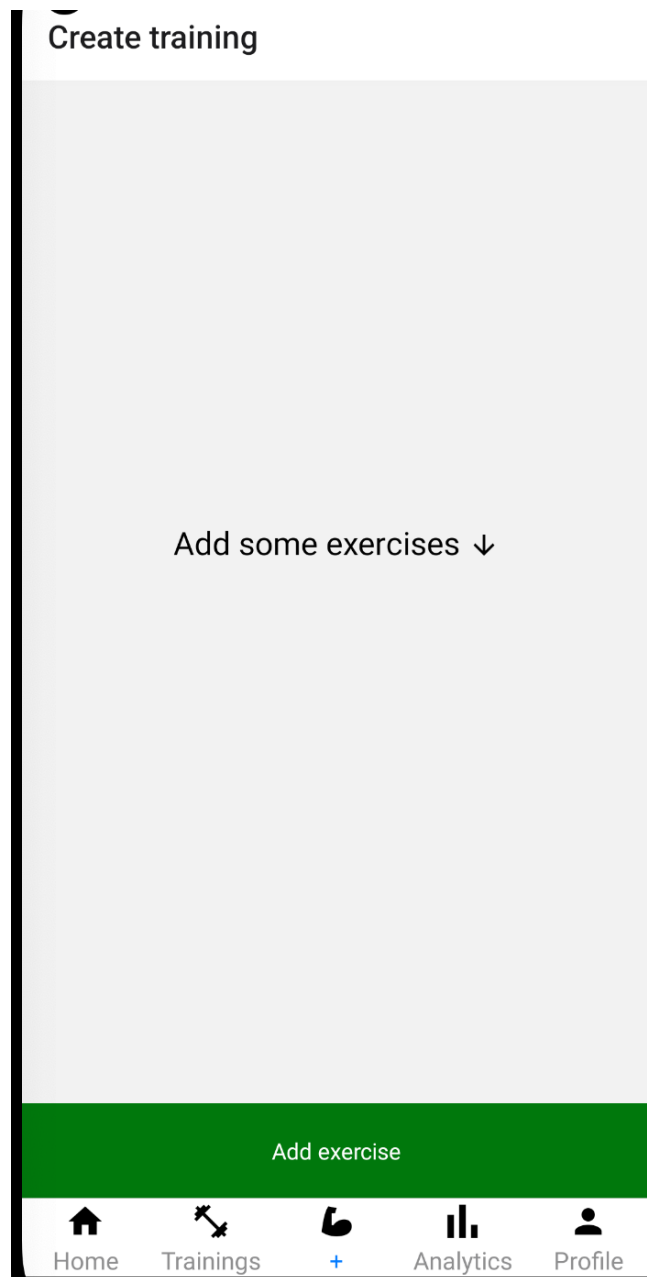 Create training
Add some exercises ↓
Add exercise
Home Trainings + Analytics Profile